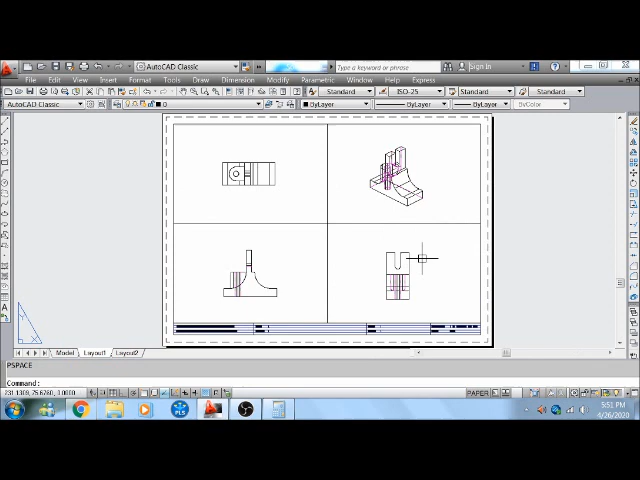 AutoCAD Classic
Type a keyword or phrase
Sign In
File Edit View Insert Format Tools Draw Dimension Modify Parametric Window Help Express
Standard ISO-25 Standard Standard
AutoCAD Classic 0 ByLayer ByLayer ByLayer ByColor
Y
X
Model Layout1 Layout2
PSPACE
Command:
PAPER
PLS
5:51 PM
4/26/2020